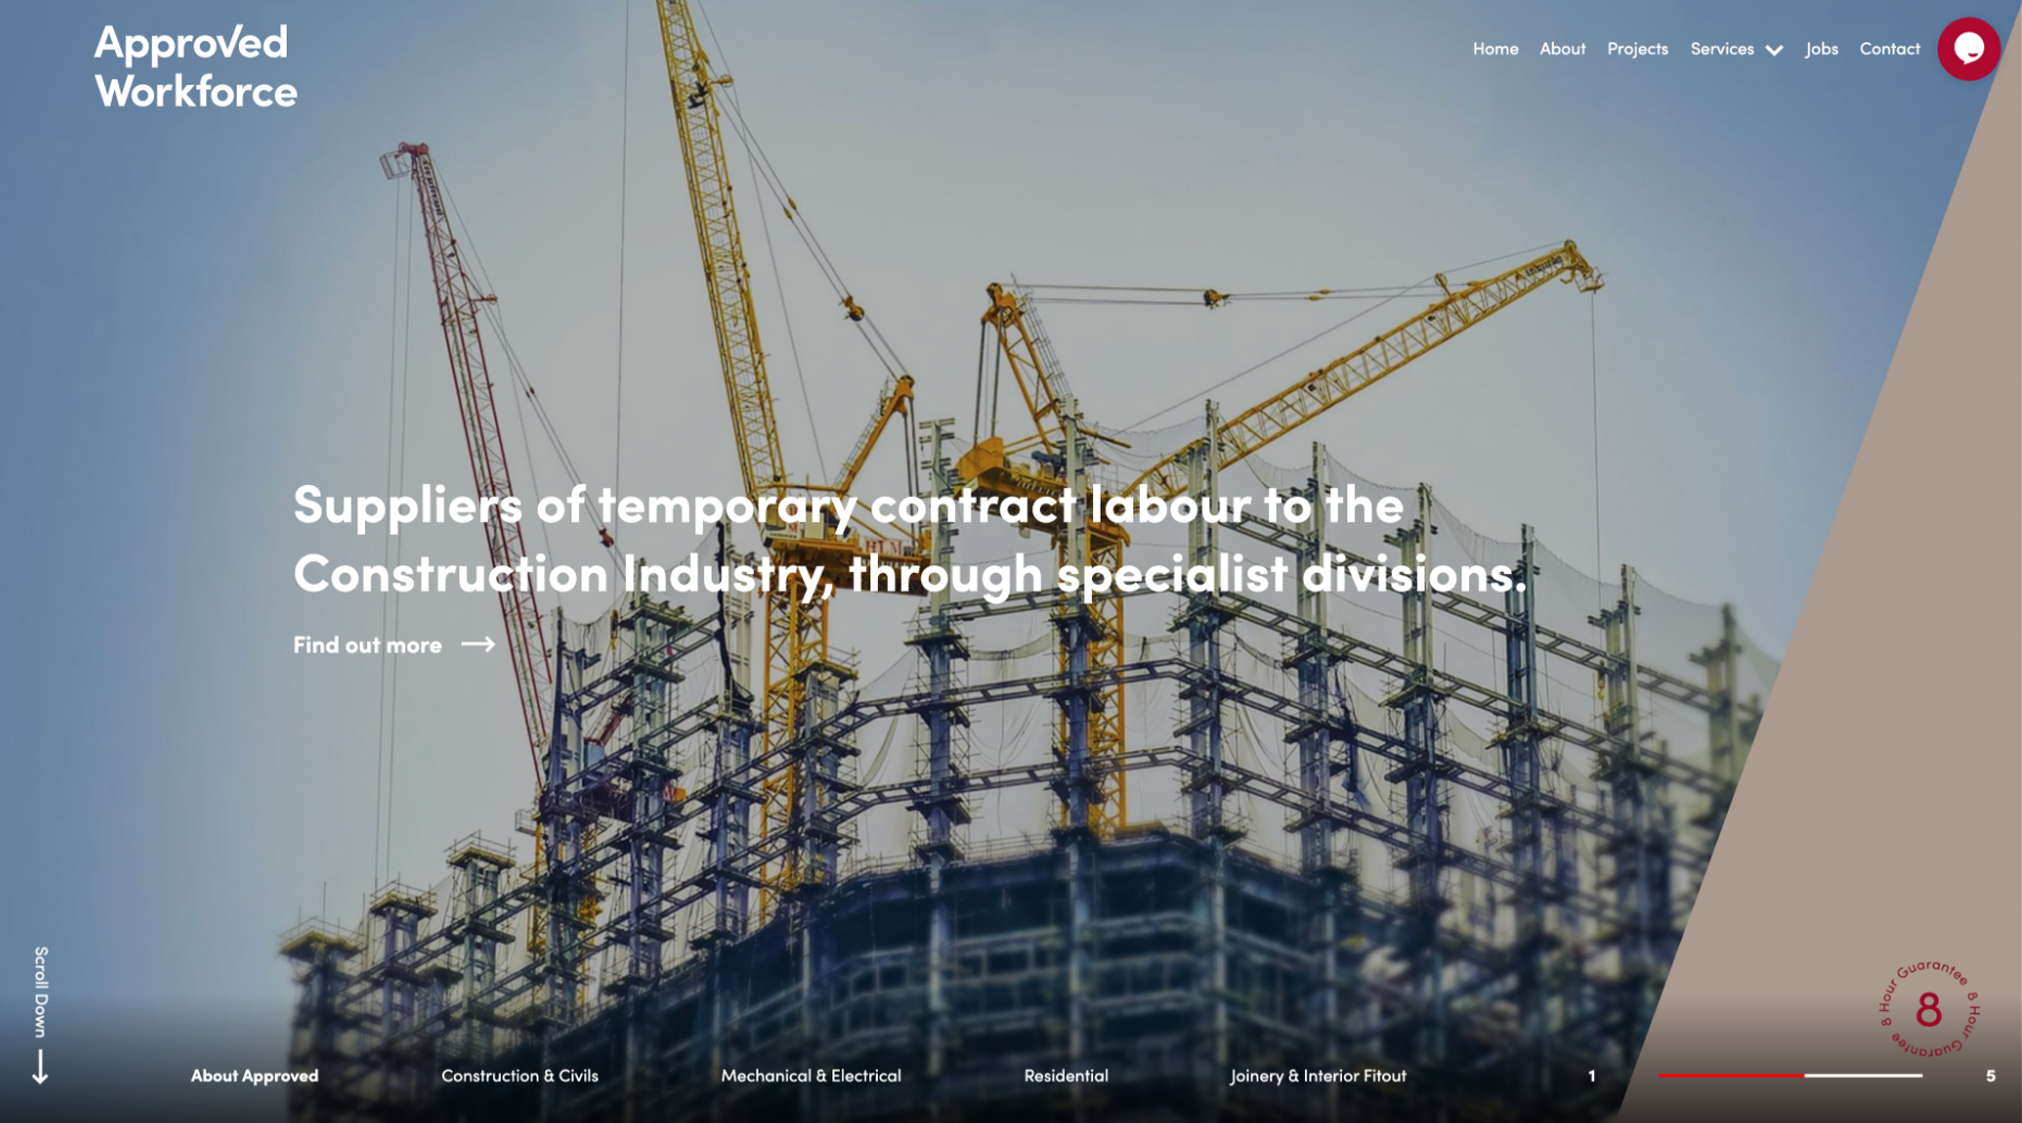 Approved
Workforce
Home
About
Projects
Services
Jobs
Contact
Suppliers of temporary contract labour to the
Construction Industry, through specialist divisions.
Find out more
Scroll Down
About Approved
Construction & Civils
Mechanical & Electrical
Residential
Joinery & Interior Fitout
1
5
8 Hour Guarantee 8 Hour Guarantee
8